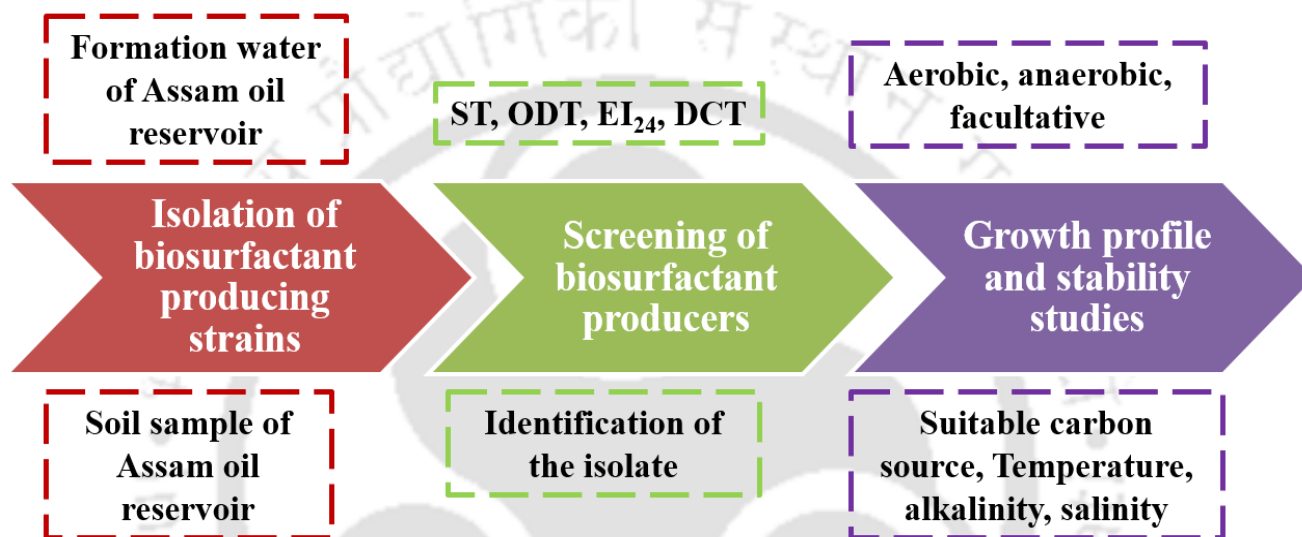 Formation water
of Assam oil
reservoir
ST, ODT, EI₂₄, DCT
Aerobic, anaerobic,
facultative
Isolation of
biosurfactant
producing
strains
Screening of
biosurfactant
producers
Growth profile
and stability
studies
Soil sample of
Assam oil
reservoir
Identification of
the isolate
Suitable carbon
source, Temperature,
alkalinity, salinity